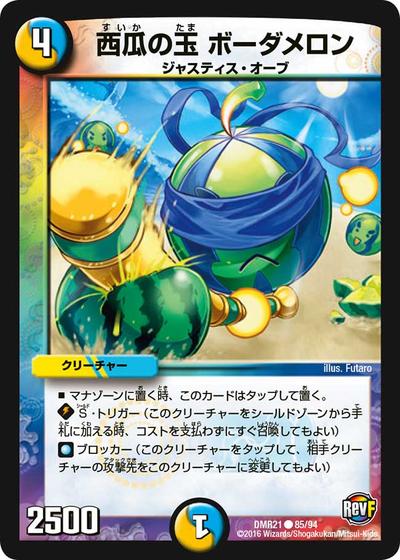 4
すいか たま
西瓜の玉 ボーダメロン
ジャスティス・オーブ
クリーチャー
illus. Futaro
■ マナゾーンに置く時、このカードはタップして置く。
S・トリガー（このクリーチャーをシールドゾーンから手
札に加える時、コストを支払わずにすぐ召喚してもよい）
ブロッカー（このクリーチャーをタップして、相手クリー
チャーの攻撃先をこのクリーチャーに変更してもよい）
RevF
2500
1
DMR21 ● 85/94
©2016 Wizards/Shogakukan/Mitsui-Kids